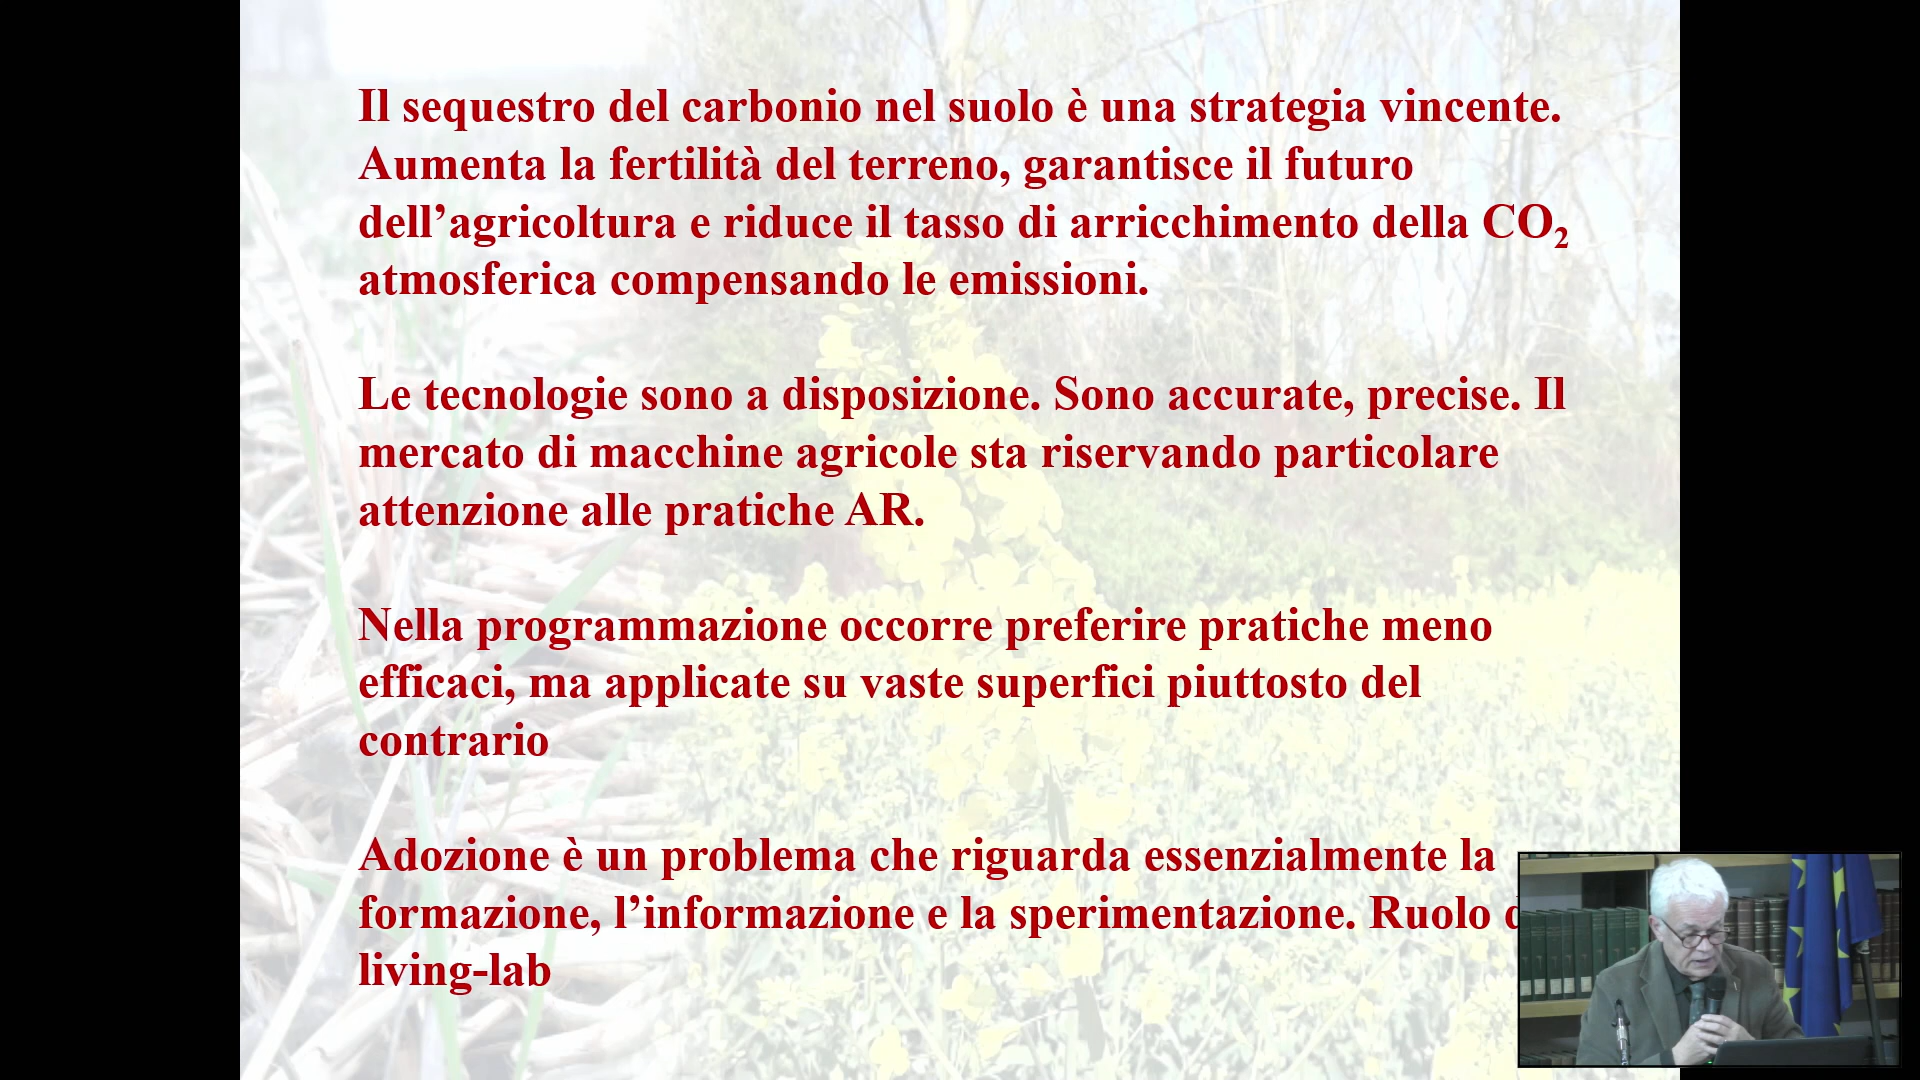 Il sequestro del carbonio nel suolo è una strategia vincente.
Aumenta la fertilità del terreno, garantisce il futuro
dell’agricoltura e riduce il tasso di arricchimento della CO₂
atmosferica compensando le emissioni.
Le tecnologie sono a disposizione. Sono accurate, precise. Il
mercato di macchine agricole sta riservando particolare
attenzione alle pratiche AR.
Nella programmazione occorre preferire pratiche meno
efficaci, ma applicate su vaste superfici piuttosto del
contrario
Adozione è un problema che riguarda essenzialmente la
formazione, l’informazione e la sperimentazione. Ruolo
living-lab